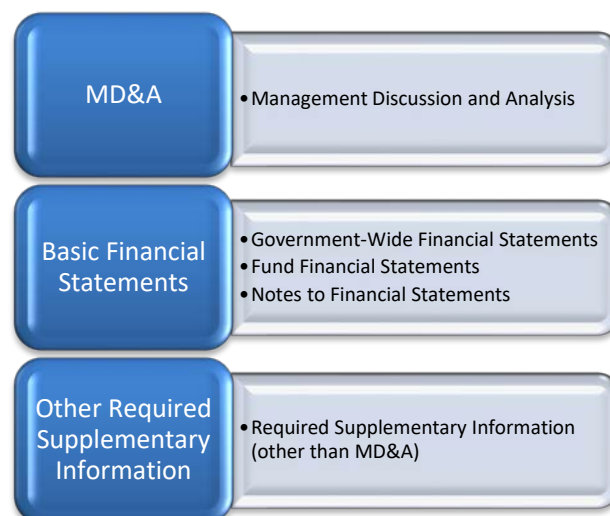 MD&A
• Management Discussion and Analysis
Basic Financial
Statements
• Government-Wide Financial Statements
• Fund Financial Statements
• Notes to Financial Statements
Other Required
Supplementary
Information
• Required Supplementary Information
(other than MD&A)